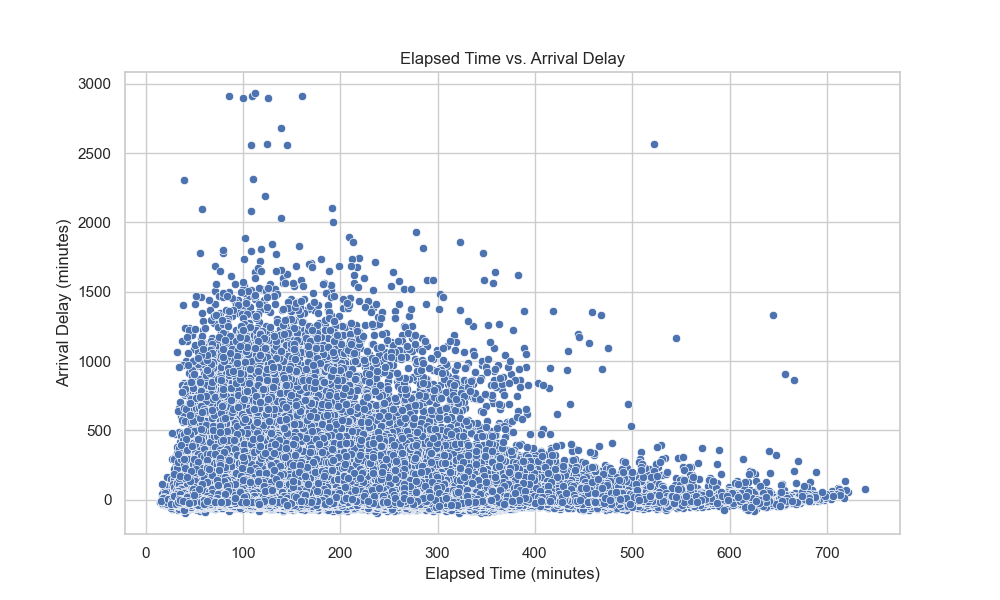 Elapsed Time vs. Arrival Delay
3000
2500
2000
1500
1000
500
0
Arrival Delay (minutes)
0 100 200 300 400 500 600 700
Elapsed Time (minutes)